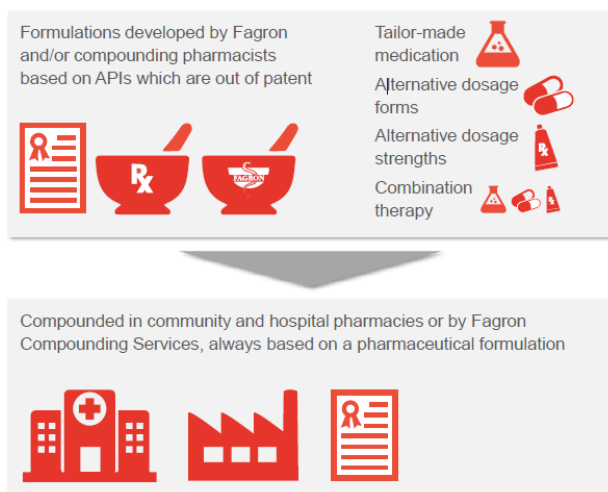 Formulations developed by Fagron
and/or compounding pharmacists
based on APIs which are out of patent
Rx
FAGRON
Tailor-made
medication
Alternative dosage
forms
Alternative dosage
strengths
Rx
Combination
therapy
Compounded in community and hospital pharmacies or by Fagron
Compounding Services, always based on a pharmaceutical formulation